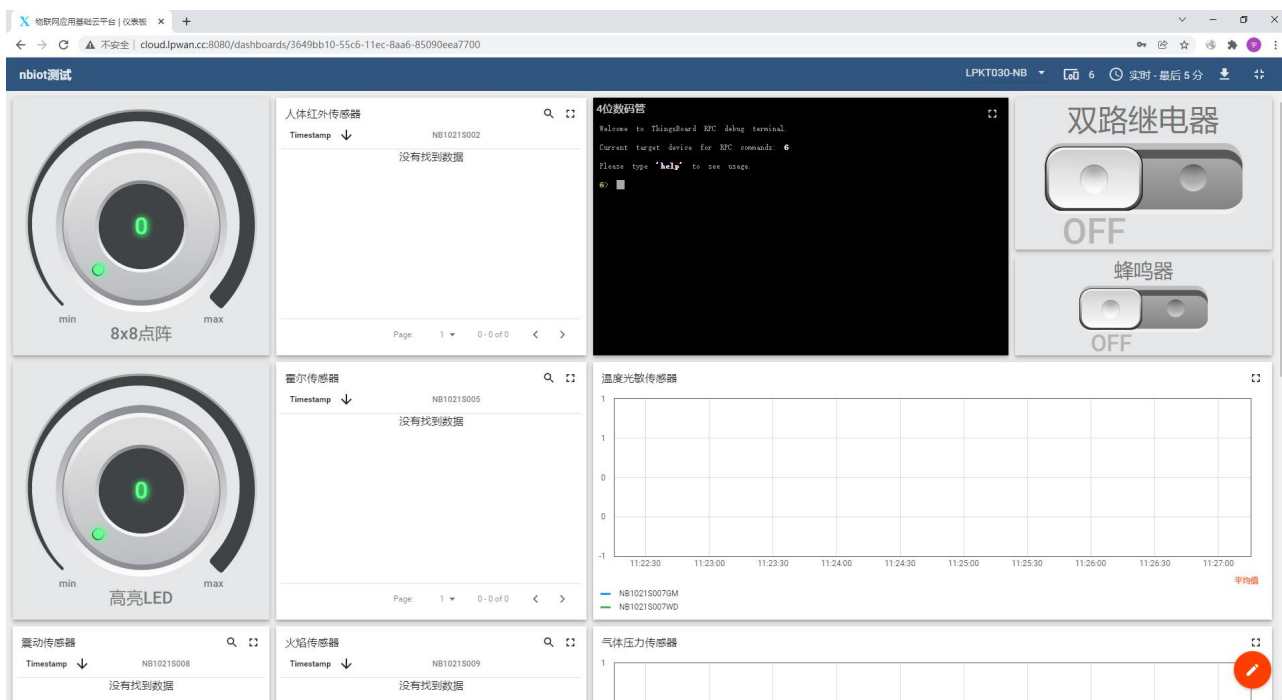 物联网应用基础云平台 | 仪表板
不安全 | cloud.lpwan.cc:8080/dashboards/3649bb10-55c6-11ec-8aa6-85090eea7700
nbiot测试
LPKT030-NB
6
实时 - 最后 5 分
0
min
max
8x8点阵
人体红外传感器
Timestamp
NB1021S002
没有找到数据
Page:
1
0 - 0 of 0
4位数码管
Welcome to ThingsBoard RPC debug terminal.
Current target device for RPC commands: 6
Please type 'help' to see usage.
6>
双路继电器
OFF
蜂鸣器
OFF
0
min
max
高亮LED
霍尔传感器
Timestamp
NB1021S005
没有找到数据
Page:
1
0 - 0 of 0
温度光敏传感器
1
1
0
0
-1
11:22:30 11:23:00 11:23:30 11:24:00 11:24:30 11:25:00 11:25:30 11:26:00 11:26:30 11:27:00
平均值
NB1021S007GM
NB1021S007WD
震动传感器
Timestamp
NB1021S008
没有找到数据
火焰传感器
Timestamp
NB1021S009
没有找到数据
气体压力传感器
1